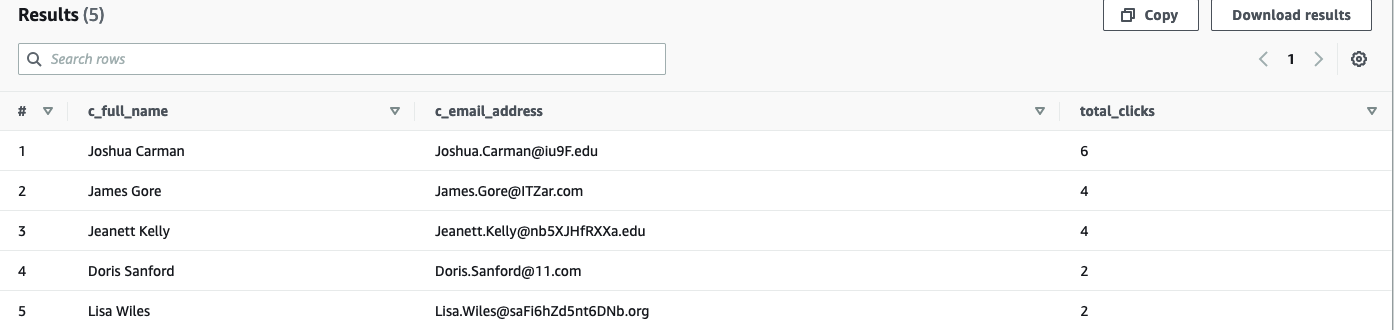 Results (5) Copy Download results
Search rows 1
# c_full_name c_email_address total_clicks
1 Joshua Carman Joshua.Carman@iu9F.edu 6
2 James Gore James.Gore@ITZar.com 4
3 Jeanett Kelly Jeanett.Kelly@nb5XJHfRXXa.edu 4
4 Doris Sanford Doris.Sanford@11.com 2
5 Lisa Wiles Lisa.Wiles@saFi6hZd5nt6DNb.org 2